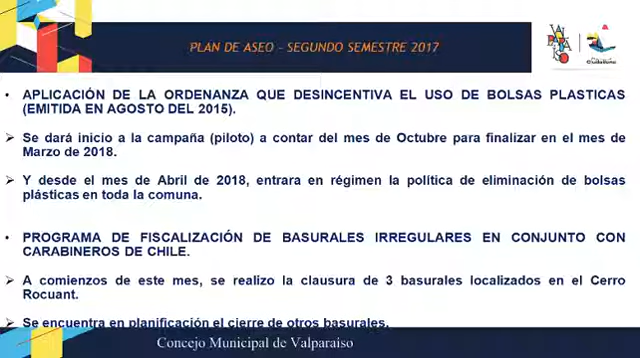 PLAN DE ASEO - SEGUNDO SEMESTRE 2017
• APLICACIÓN DE LA ORDENANZA QUE DESINCENTIVA EL USO DE BOLSAS PLASTICAS
(EMITIDA EN AGOSTO DEL 2015).
➢ Se dará inicio a la campaña (piloto) a contar del mes de Octubre para finalizar en el mes de
Marzo de 2018.
➢ Y desde el mes de Abril de 2018, entrara en régimen la política de eliminación de bolsas
plásticas en toda la comuna.
• PROGRAMA DE FISCALIZACIÓN DE BASURALES IRREGULARES EN CONJUNTO CON
CARABINEROS DE CHILE.
➢ A comienzos de este mes, se realizo la clausura de 3 basurales localizados en el Cerro
Rocuant.
➢ Se encuentra en planificación el cierre de otros basurales.
Concejo Municipal de Valparaiso